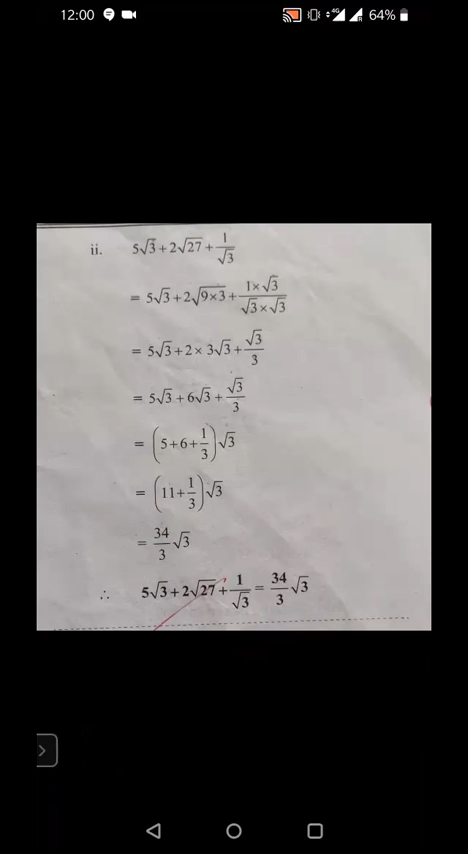 12:00 4G R 64%
ii. 5√3 + 2√27 + 1/√3
= 5√3 + 2√(9×3) + (1×√3)/(√3×√3)
= 5√3 + 2 × 3√3 + √3/3
= 5√3 + 6√3 + √3/3
= (5+6+1/3)√3
= (11+1/3)√3
= 34/3 √3
∴ 5√3 + 2√27 + 1/√3 = 34/3 √3